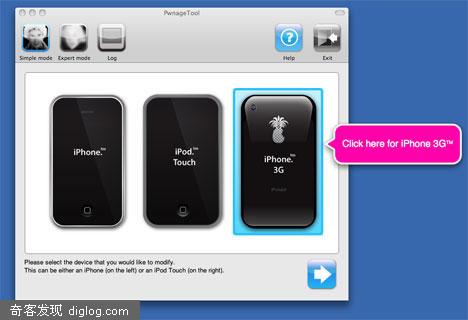 PwnageTool
Simple mode
Expert mode
Log
Help
Exit
iPhone.™
iPod.™
Touch
iPhone.™
3G
Click here for iPhone 3G™
Please select the device that you would like to modify.
This can be either an iPhone (on the left) or an iPod Touch (on the right).
奇客发现 diglog.com